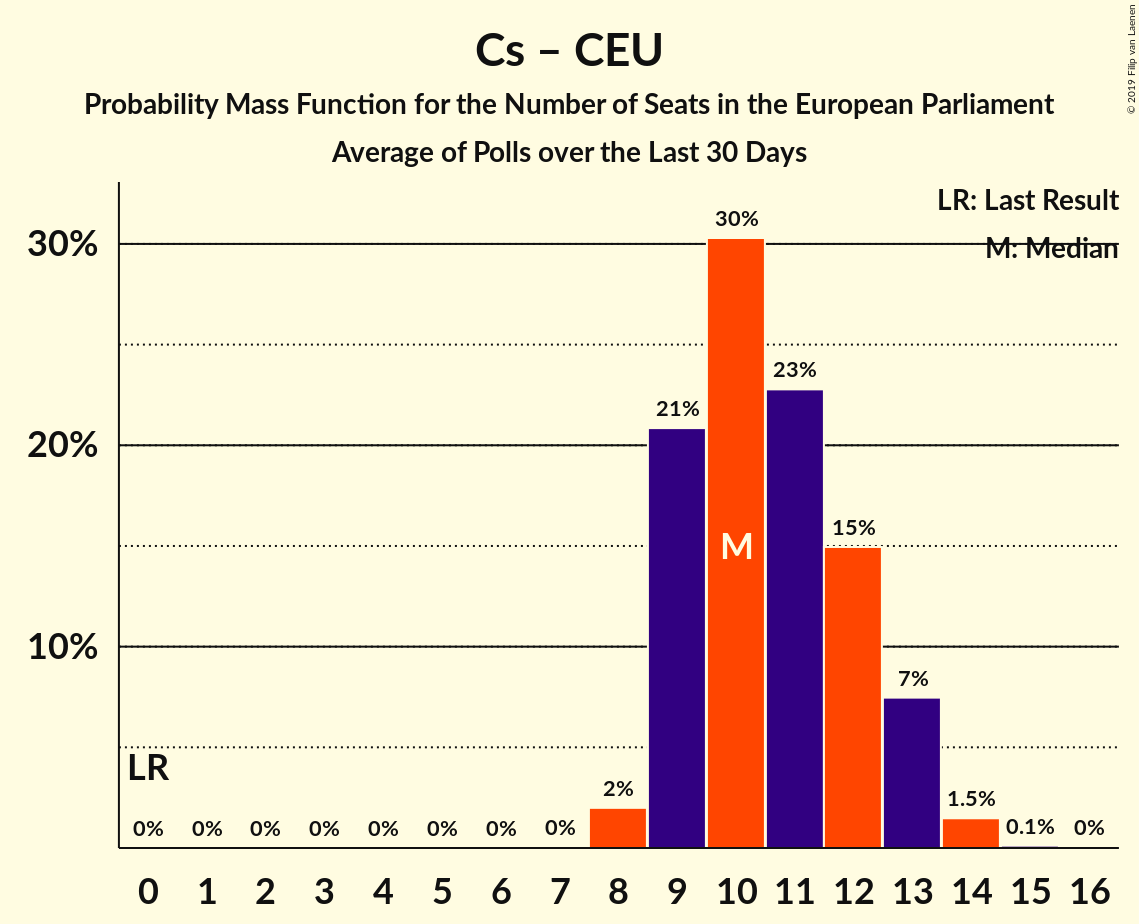 Cs – CEU
Probability Mass Function for the Number of Seats in the European Parliament
Average of Polls over the Last 30 Days
© 2019 Filip van Laenen
LR: Last Result
M: Median
30%
20%
10%
30%
23%
21%
15%
7%
2%
1.5%
0.1%
0%
M
LR
0% 0% 0% 0% 0% 0% 0% 0%
0 1 2 3 4 5 6 7 8 9 10 11 12 13 14 15 16